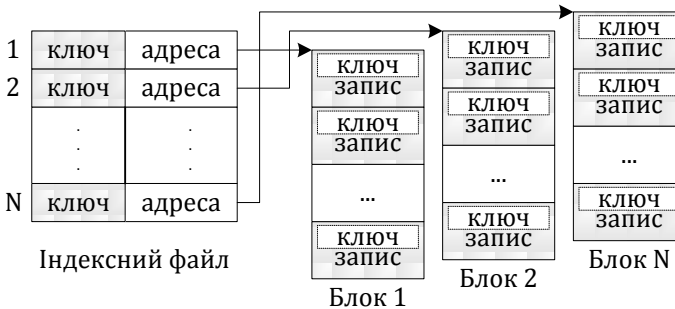 1 ключ адреса
2 ключ адреса
. .
. .
. .
N ключ адреса
Індексний файл
ключ
запис
ключ
запис
...
ключ
запис
Блок 1
ключ
запис
ключ
запис
...
ключ
запис
Блок 2
ключ
запис
ключ
запис
...
ключ
запис
Блок N